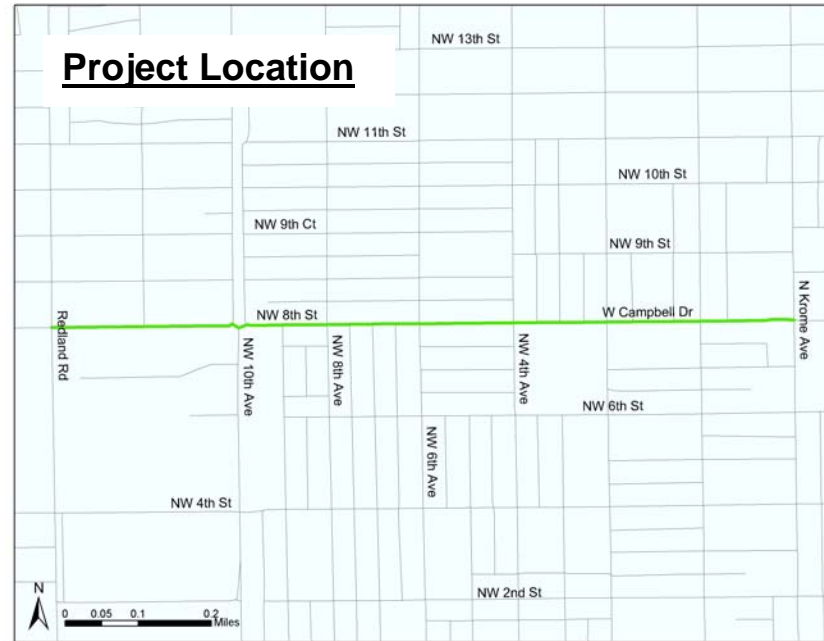 Project Location
NW 13th St
NW 11th St
NW 10th St
NW 9th Ct
NW 9th St
NW 8th St
W Campbell Dr
N Krome Ave
Redland Rd
NW 10th Ave
NW 8th Ave
NW 4th Ave
NW 6th St
NW 6th Ave
NW 4th St
NW 2nd St
N
0 0.05 0.1 0.2
Miles